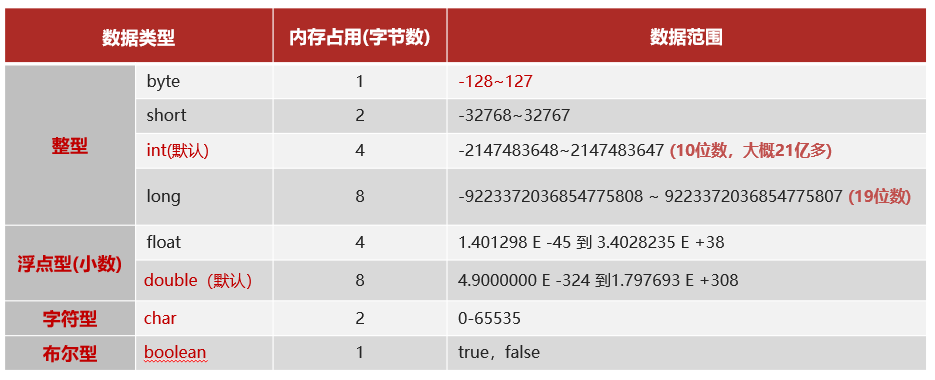 数据类型 内存占用(字节数) 数据范围
整型 byte 1 -128~127
short 2 -32768~32767
int(默认) 4 -2147483648~2147483647 (10位数，大概21亿多)
long 8 -9223372036854775808 ~ 9223372036854775807 (19位数)
浮点型(小数) float 4 1.401298 E -45 到 3.4028235 E +38
double（默认） 8 4.9000000 E -324 到1.797693 E +308
字符型 char 2 0-65535
布尔型 boolean 1 true，false